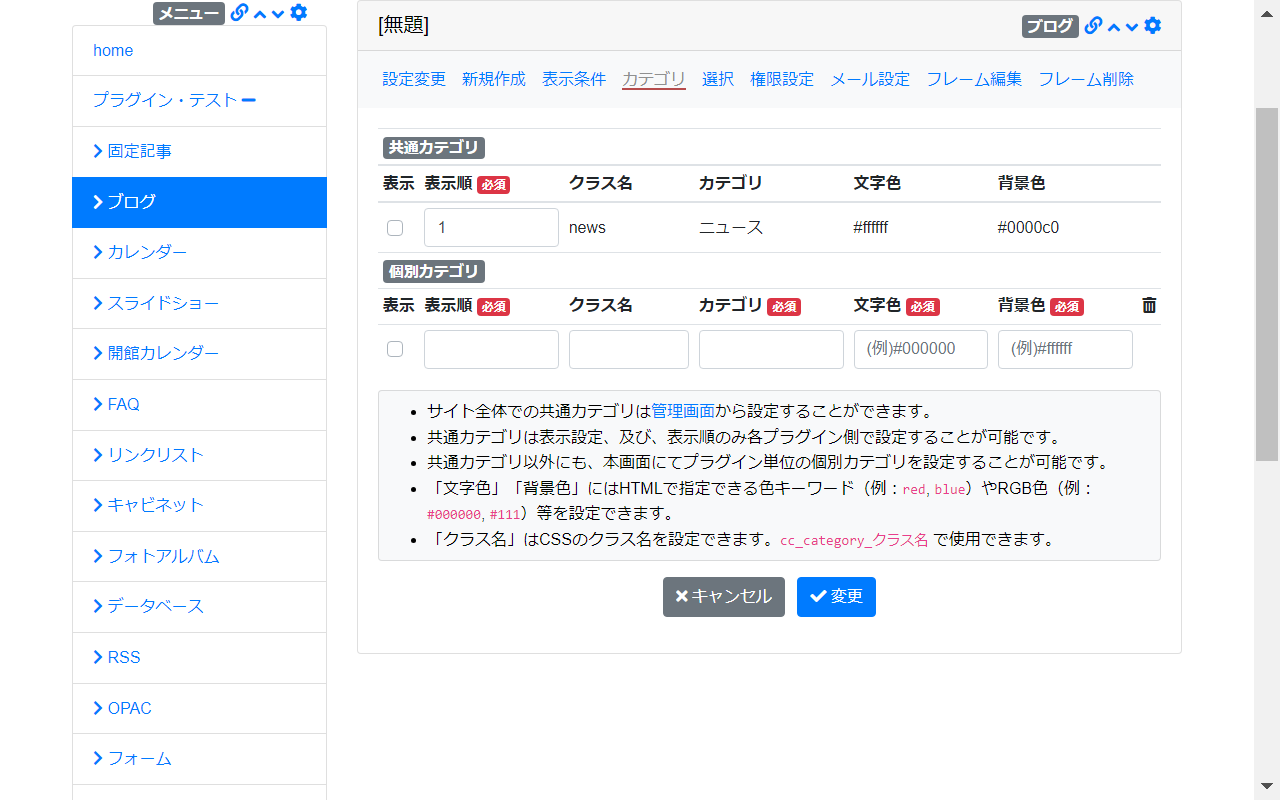 メニュー
home
プラグイン・テスト
固定記事
ブログ
カレンダー
スライドショー
開館カレンダー
FAQ
リンクリスト
キャビネット
フォトアルバム
データベース
RSS
OPAC
フォーム
[無題]
ブログ
設定変更 新規作成 表示条件 カテゴリ 選択 権限設定 メール設定 フレーム編集 フレーム削除
共通カテゴリ
表示 表示順 必須 クラス名 カテゴリ 文字色 背景色
1 news ニュース #ffffff #0000c0
個別カテゴリ
表示 表示順 必須 クラス名 カテゴリ 必須 文字色 必須 背景色 必須
(例)#000000 (例)#ffffff
サイト全体での共通カテゴリは管理画面から設定することができます。
共通カテゴリは表示設定、及び、表示順のみ各プラグイン側で設定することが可能です。
共通カテゴリ以外にも、本画面にてプラグイン単位の個別カテゴリを設定することが可能です。
「文字色」「背景色」にはHTMLで指定できる色キーワード（例：red, blue）やRGB色（例：
#000000, #111）等を設定できます。
「クラス名」はCSSのクラス名を設定できます。cc_category_クラス名 で使用できます。
キャンセル 変更